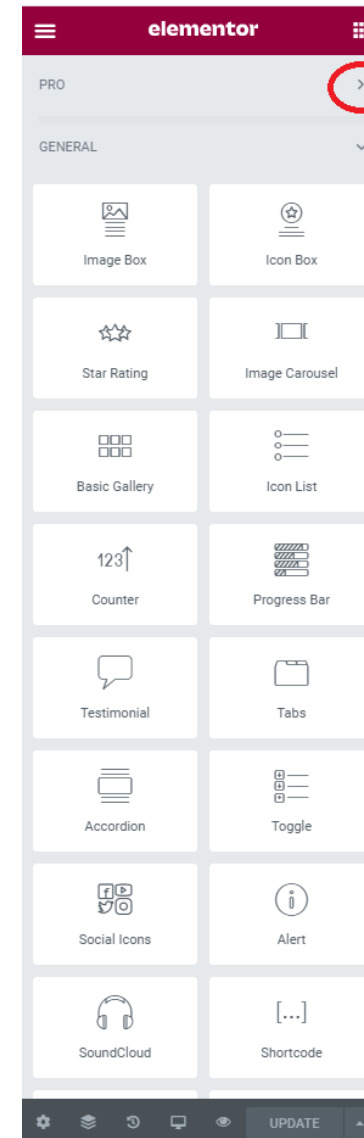 elementor
PRO
GENERAL
Image Box
Icon Box
Star Rating
Image Carousel
Basic Gallery
Icon List
123
Counter
Progress Bar
Testimonial
Tabs
Accordion
Toggle
Social Icons
Alert
[...]
SoundCloud
Shortcode
UPDATE